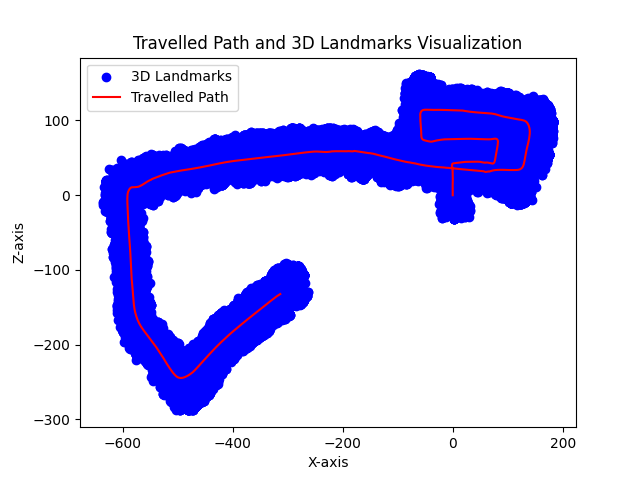 Travelled Path and 3D Landmarks Visualization
3D Landmarks
Travelled Path
100
0
−100
−200
−300
Z-axis
−600
−400
−200
0
200
X-axis